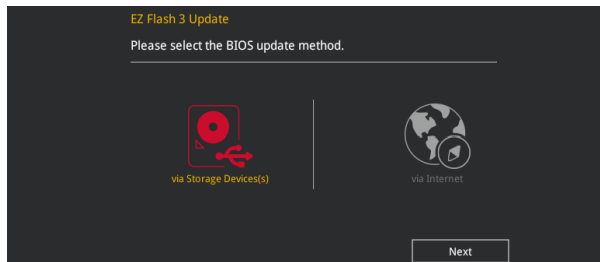 EZ Flash 3 Update
Please select the BIOS update method.
via Storage Devices(s)
via Internet
Next